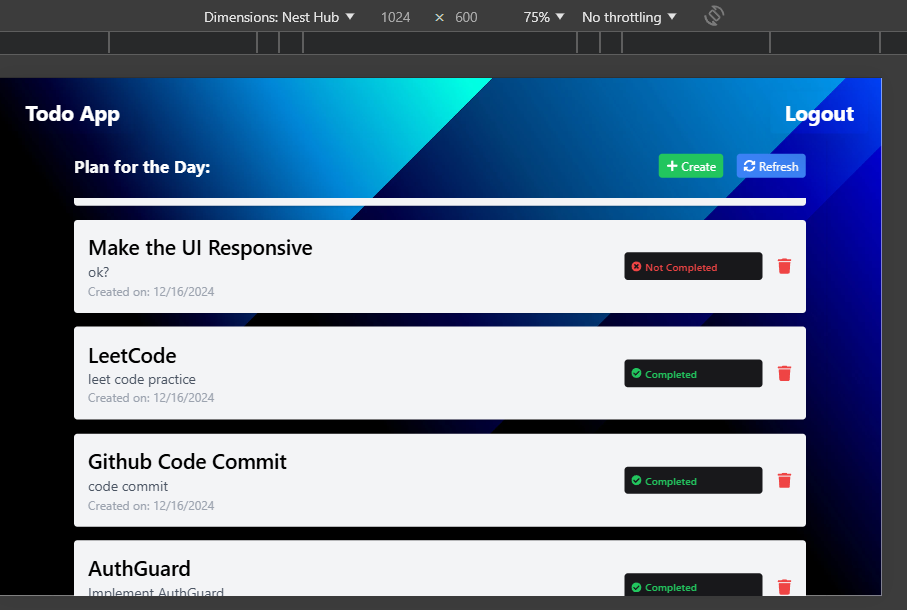 Dimensions: Nest Hub 1024 × 600 75% No throttling
Todo App Logout
Plan for the Day: Create Refresh
Make the UI Responsive
ok?
Not Completed
Created on: 12/16/2024
LeetCode
leet code practice
Completed
Created on: 12/16/2024
Github Code Commit
code commit
Completed
Created on: 12/16/2024
AuthGuard
Implement AuthGuard
Completed